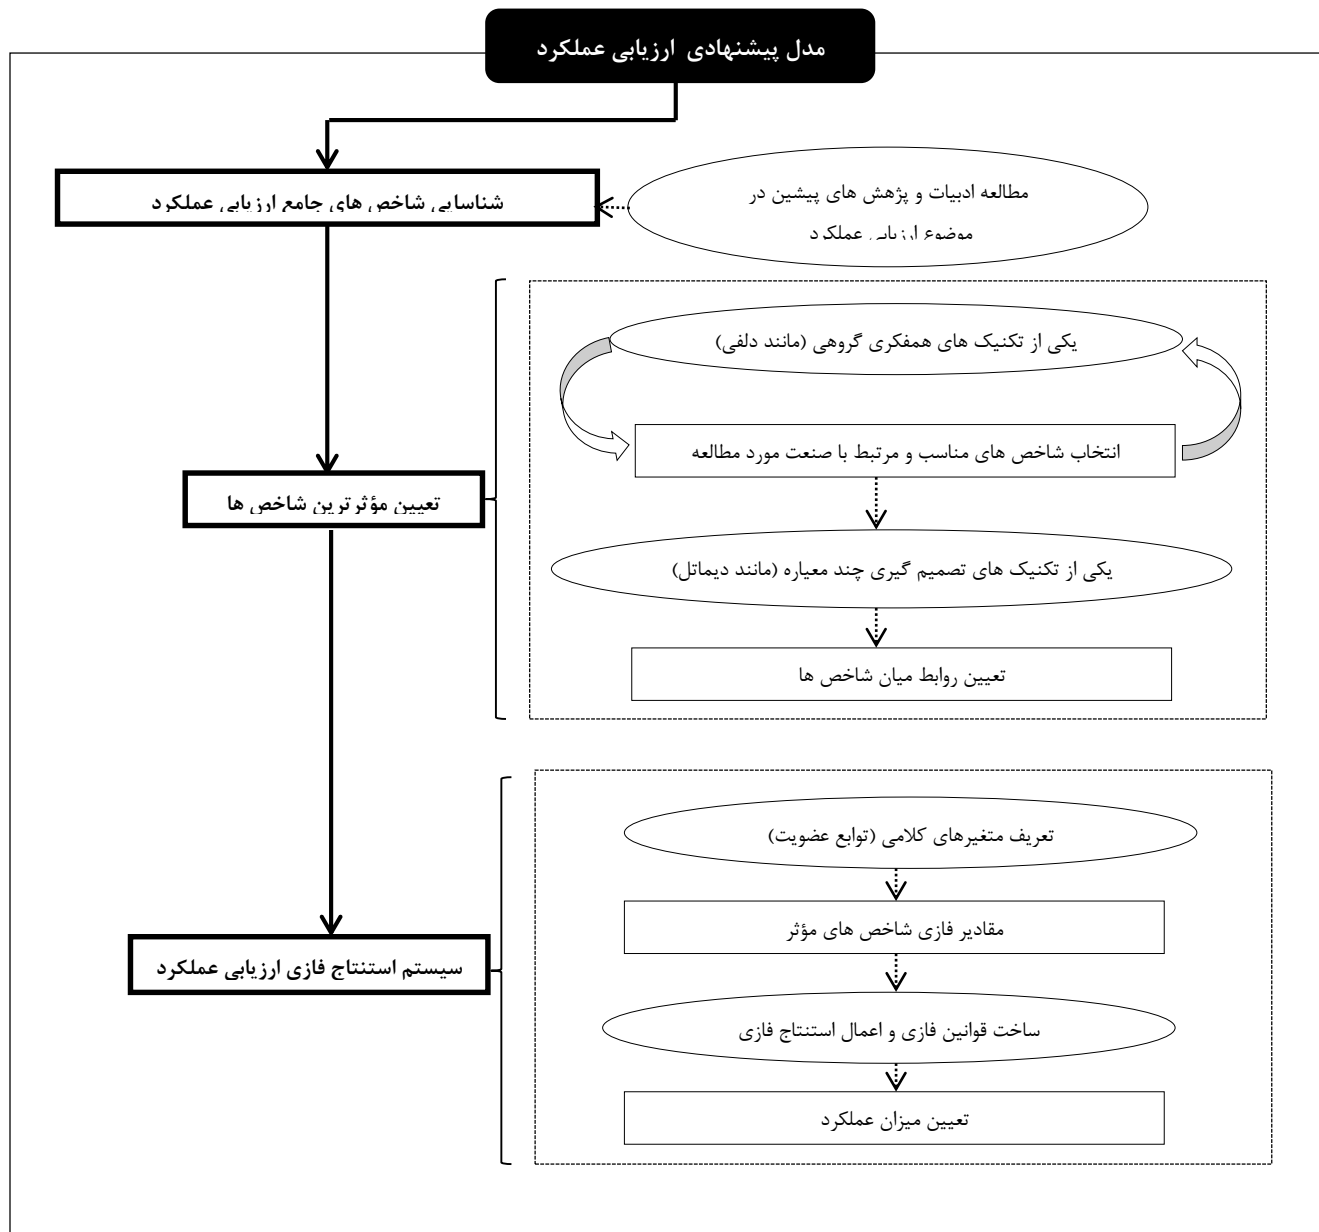 مدل پیشنهادی ارزیابی عملکرد
شناسایی شاخص های جامع ارزیابی عملکرد
مطالعه ادبیات و پژهش های پیشین در
موضوع ارزیابی عملکرد
یکی از تکنیک های همفکری گروهی (مانند دلفی)
انتخاب شاخص های مناسب و مرتبط با صنعت مورد مطالعه
تعیین مؤثرترین شاخص ها
یکی از تکنیک های تصمیم گیری چند معیاره (مانند دیماتل)
تعیین روابط میان شاخص ها
تعریف متغیرهای کلامی (توابع عضویت)
مقادیر فازی شاخص های مؤثر
سیستم استنتاج فازی ارزیابی عملکرد
ساخت قوانین فازی و اعمال استنتاج فازی
تعیین میزان عملکرد